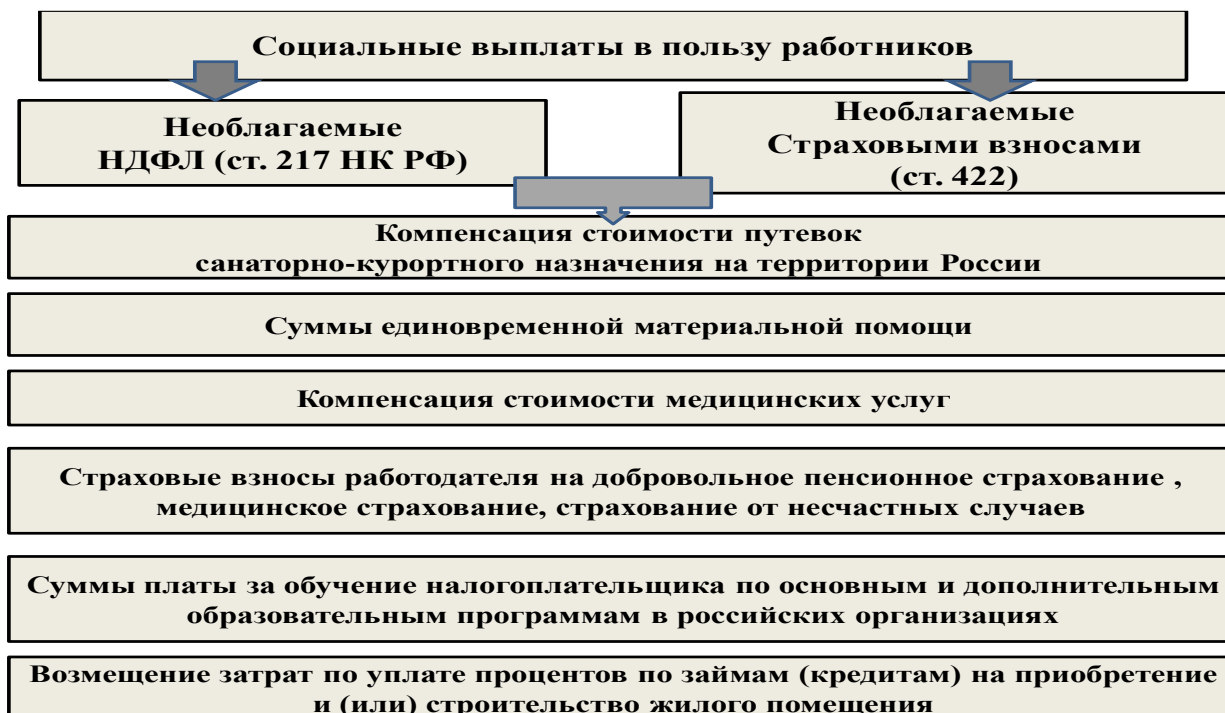 Социальные выплаты в пользу работников
Необлагаемые
НДФЛ (ст. 217 НК РФ)
Необлагаемые
Страховыми взносами
(ст. 422)
Компенсация стоимости путевок
санаторно-курортного назначения на территории России
Суммы единовременной материальной помощи
Компенсация стоимости медицинских услуг
Страховые взносы работодателя на добровольное пенсионное страхование ,
медицинское страхование, страхование от несчастных случаев
Суммы платы за обучение налогоплательщика по основным и дополнительным
образовательным программам в российских организациях
Возмещение затрат по уплате процентов по займам (кредитам) на приобретение
и (или) строительство жилого помещения